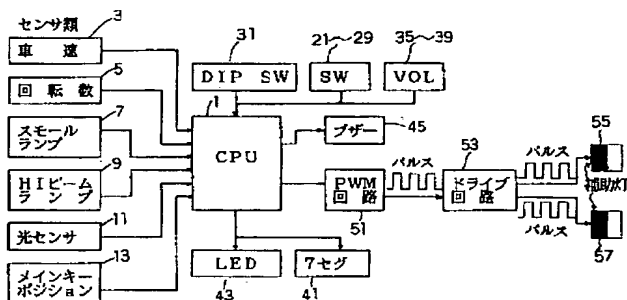 センサ類
3
車速
5
回転数
7
スモール
ランプ
9
HIビーム
ランプ
11
光センサ
13
メインキー
ポジション
31
DIP SW
21~29
SW
35~39
VOL
1
CPU
ブザー
45
PWM
回路
51
パルス
53
ドライブ
回路
パルス
パルス
55
補助灯
57
LED
43
7セグ
41